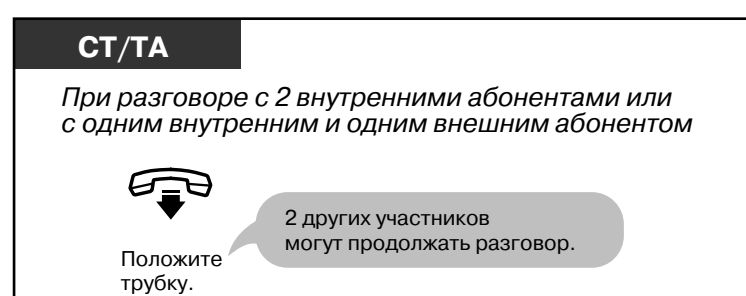 СТ/ТА
При разговоре с 2 внутренними абонентами или
с одним внутренним и одним внешним абонентом
2 других участников
могут продолжать разговор.
Положите
трубку.